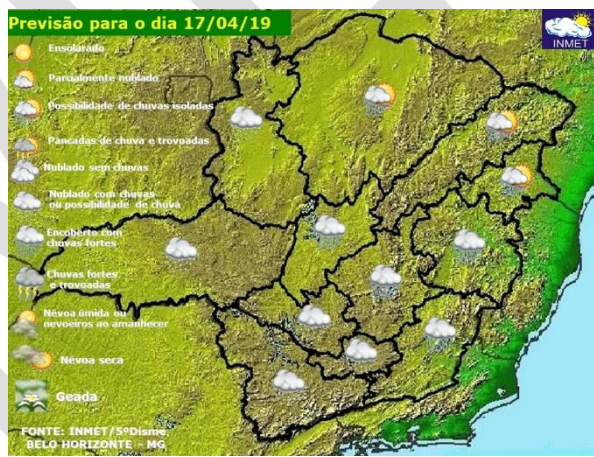 Previsão para o dia 17/04/19
INMET
Ensolarado
Parcialmente nublado
Possibilidade de chuvas isoladas
Pancadas de chuva e trovoadas
Nublado sem chuvas
Nublado com chuvas
ou possibilidade de chuva
Encoberto com
chuvas fortes
Chuvas fortes
e trovoadas
Névoa úmida ou
nevoeiros ao amanhecer
Névoa seca
Geada
FONTE: INMET/5ºDisme
BELO HORIZONTE - MG